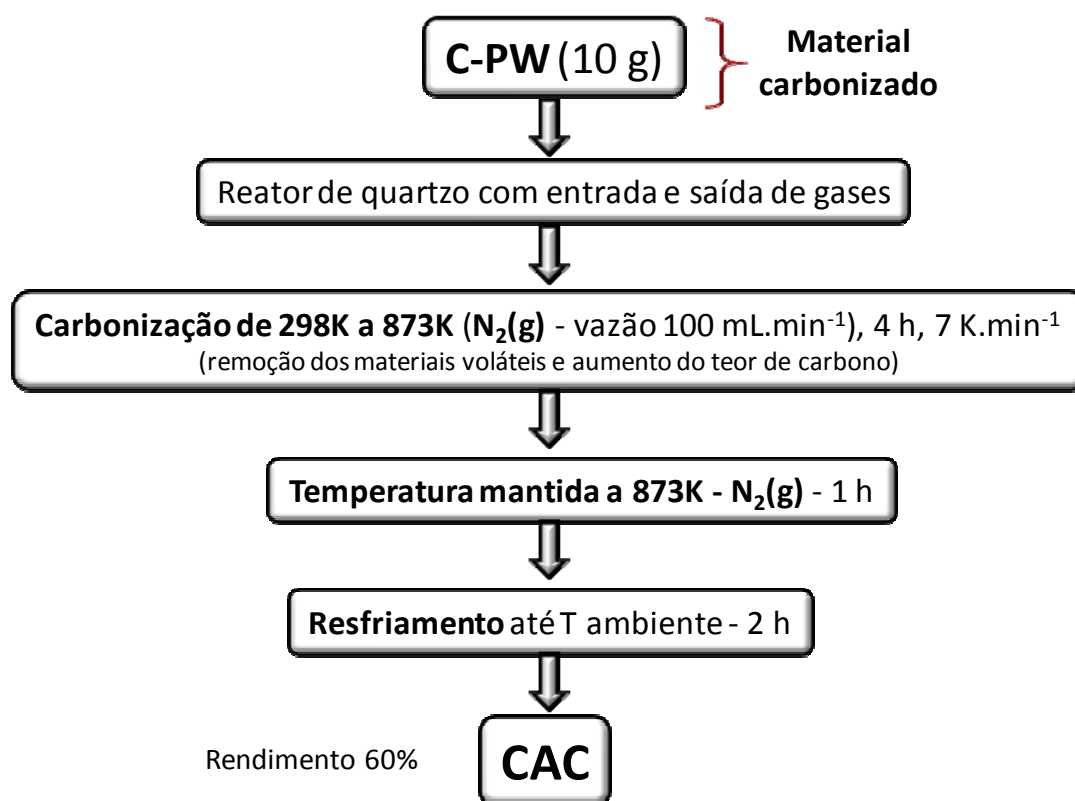 C-PW (10 g)
Material
carbonizado
Reator de quartzo com entrada e saída de gases
Carbonização de 298K a 873K (N₂(g) - vazão 100 mL.min⁻¹), 4 h, 7 K.min⁻¹
(remoção dos materiais voláteis e aumento do teor de carbono)
Temperatura mantida a 873K - N₂(g) - 1 h
Resfriamento até T ambiente - 2 h
Rendimento 60%
CAC